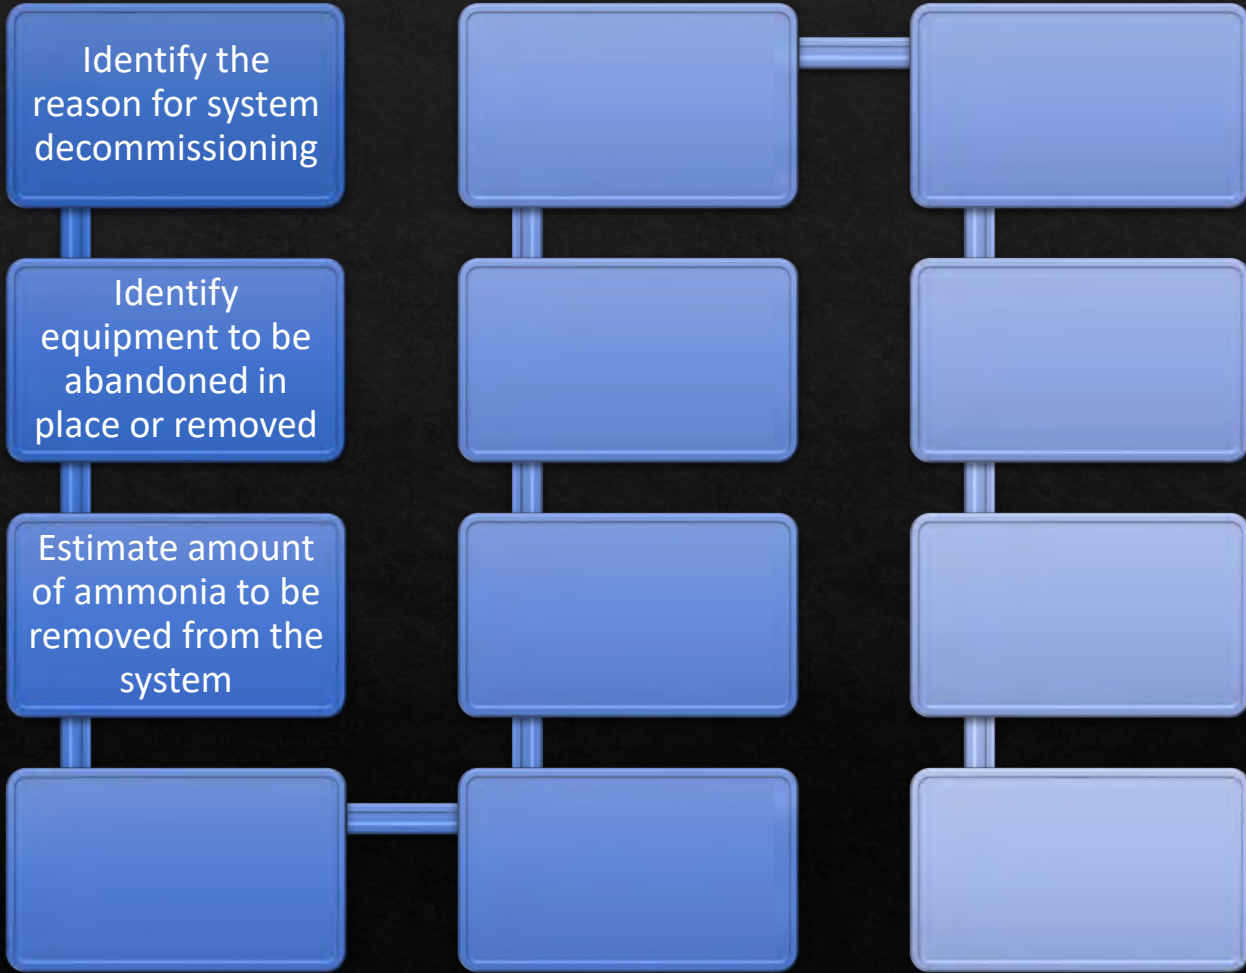 Identify the
reason for system
decommissioning
Identify
equipment to be
abandoned in
place or removed
Estimate amount
of ammonia to be
removed from the
system